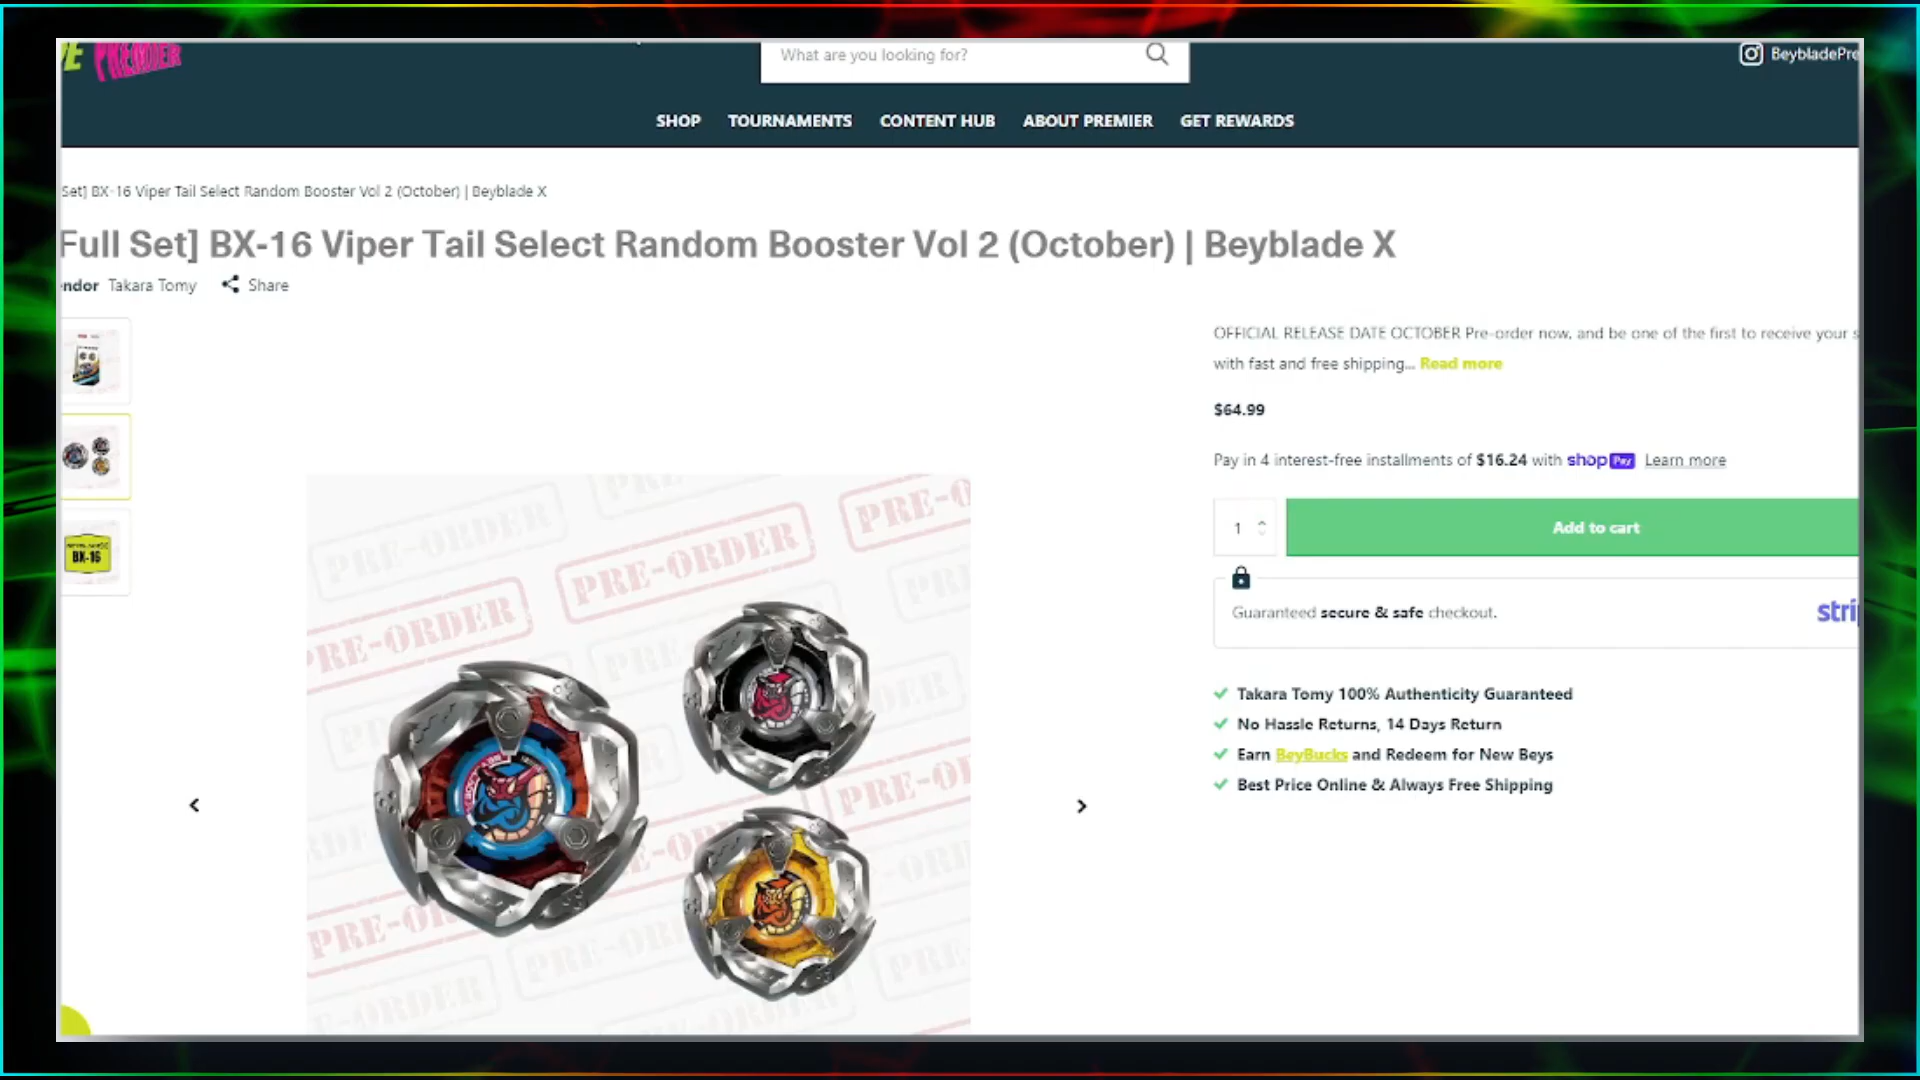 PREMIER
What are you looking for?
BeybladePre
SHOP TOURNAMENTS CONTENT HUB ABOUT PREMIER GET REWARDS
Set] BX-16 Viper Tail Select Random Booster Vol 2 (October) | Beyblade X
Full Set] BX-16 Viper Tail Select Random Booster Vol 2 (October) | Beyblade X
endor Takara Tomy Share
OFFICIAL RELEASE DATE OCTOBER Pre-order now, and be one of the first to receive your s
with fast and free shipping... Read more
$64.99
Pay in 4 interest-free installments of $16.24 with shop Pay Learn more
1 Add to cart
Guaranteed secure & safe checkout.
stri
Takara Tomy 100% Authenticity Guaranteed
No Hassle Returns, 14 Days Return
Earn BeyBucks and Redeem for New Beys
Best Price Online & Always Free Shipping
BX-16
PRE-ORDER
PRE-ORDER
PRE-O
RE-ORDER
PRE-O
PRE-O